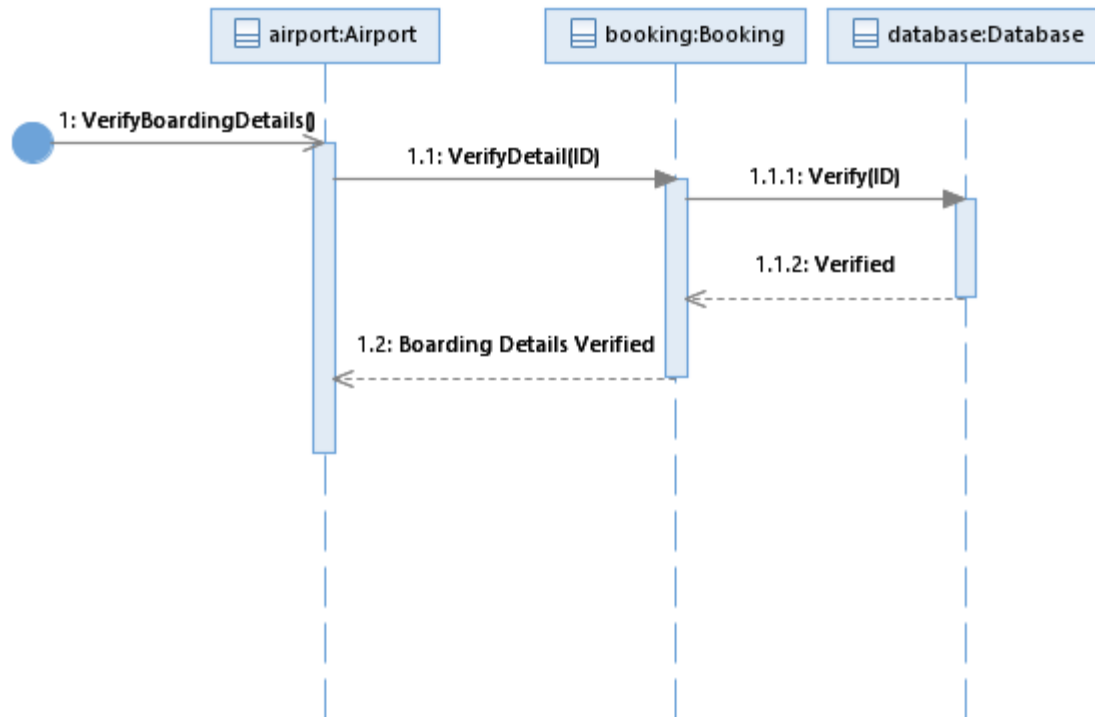 airport:Airport
booking:Booking
database:Database
1: VerifyBoardingDetails()
1.1: VerifyDetail(ID)
1.1.1: Verify(ID)
1.1.2: Verified
1.2: Boarding Details Verified